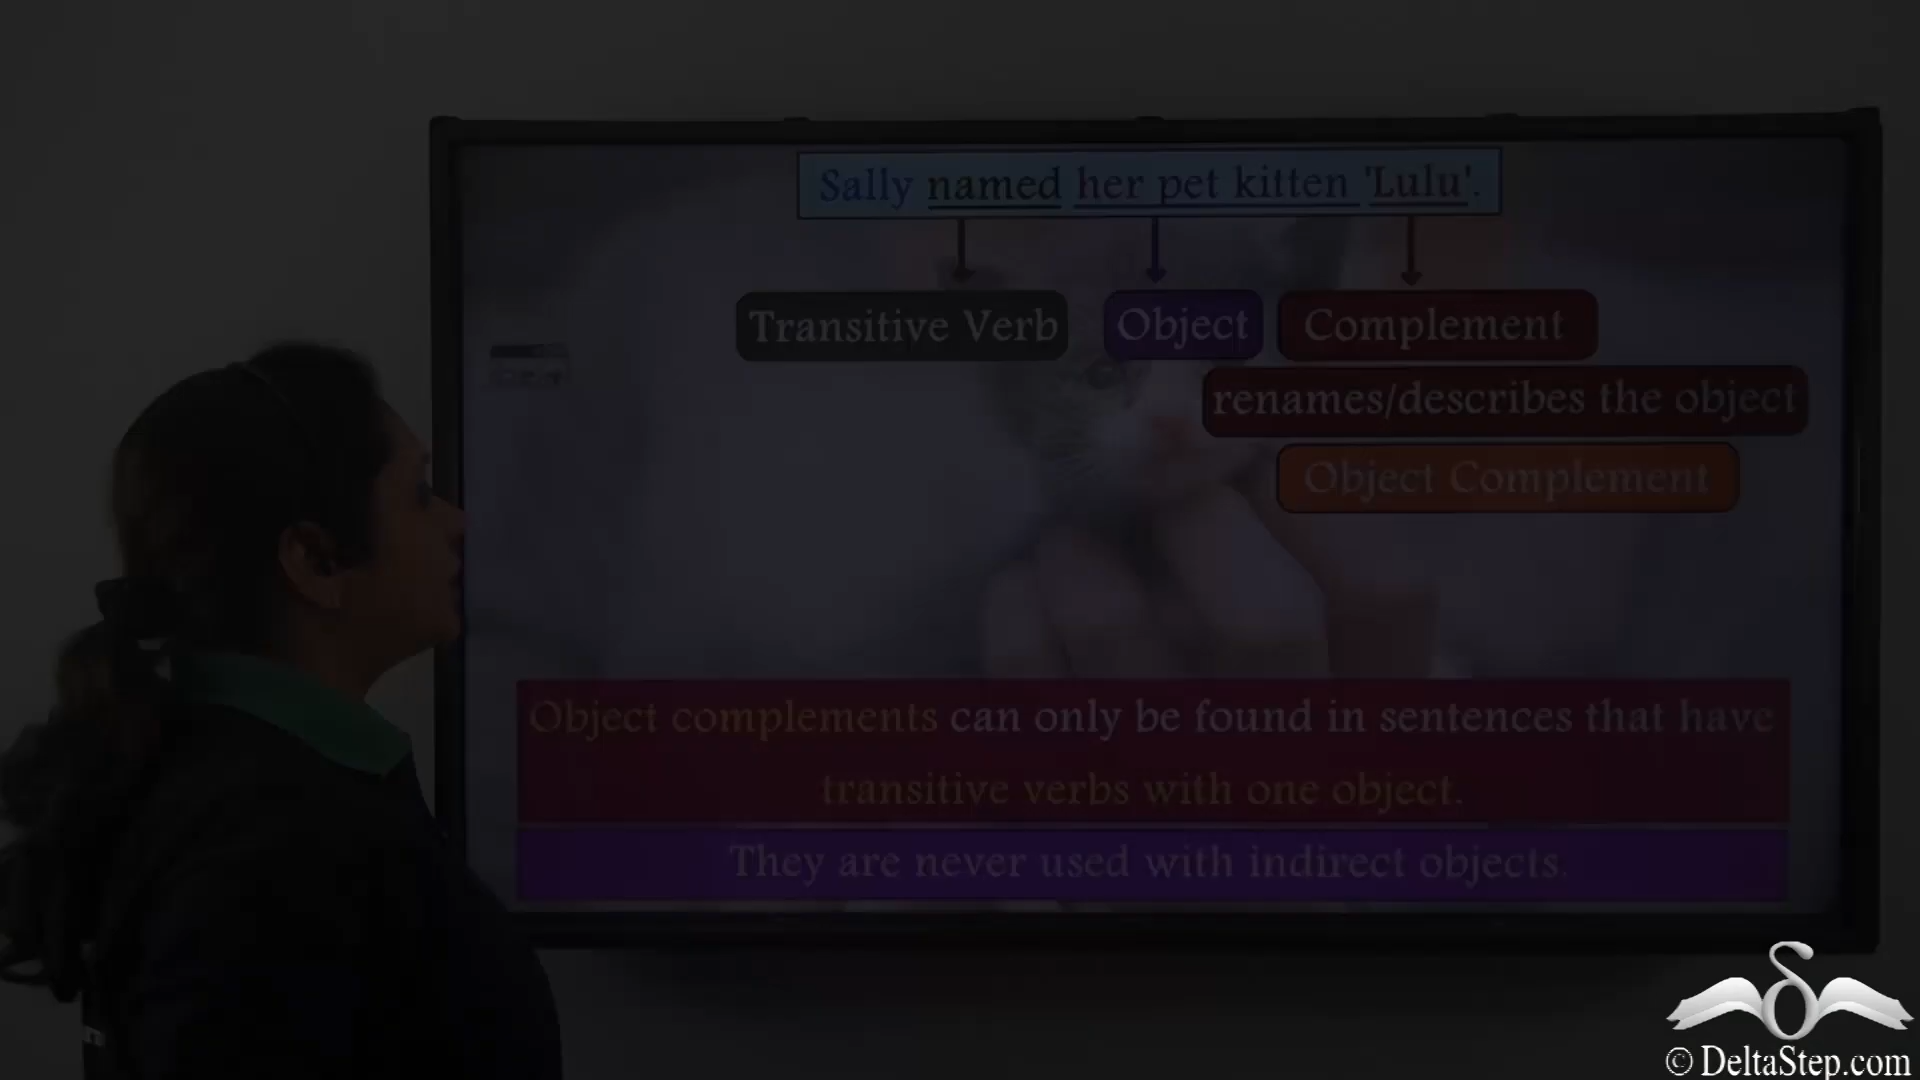 Sally named her pet kitten 'Lulu'.
Transitive Verb Object Complement
renames/describes the object
Object Complement
Object complements can only be found in sentences that have
transitive verbs with one object.
They are never used with indirect objects.
© DeltaStep.com